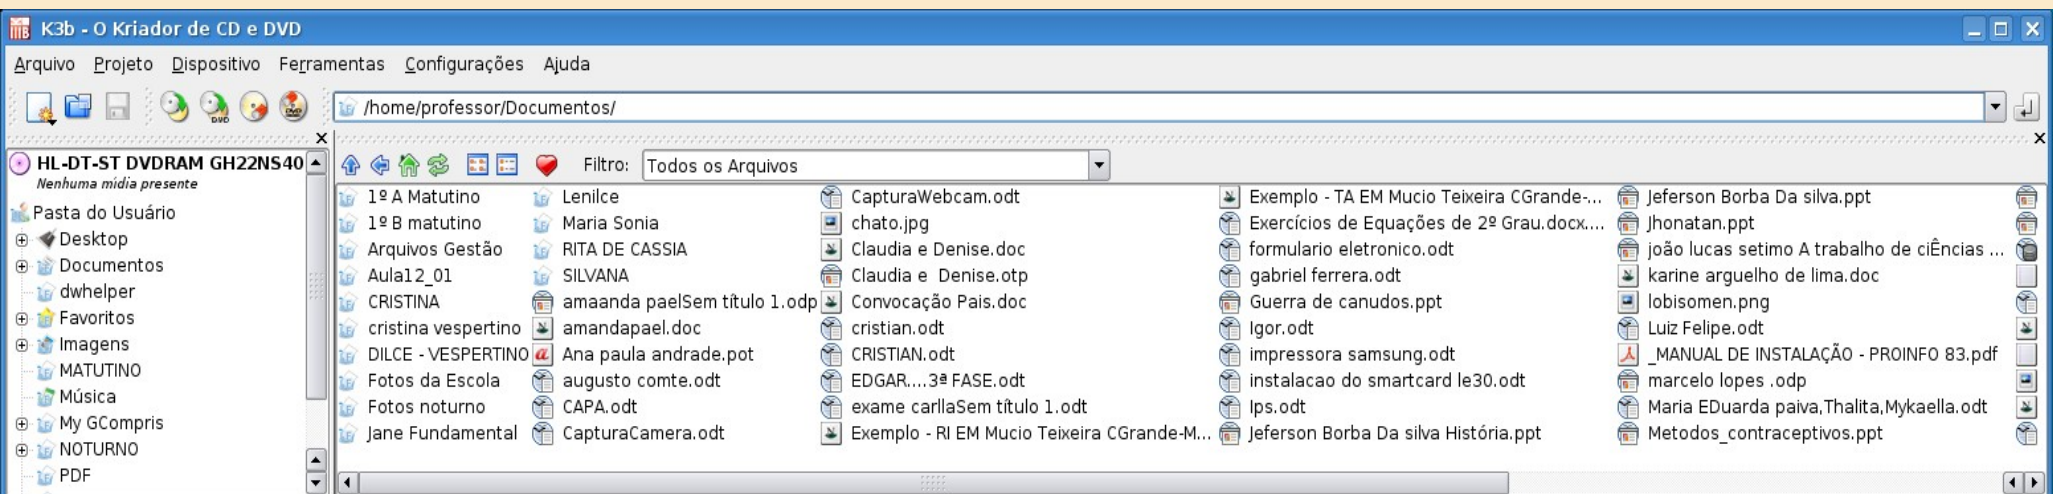 K3b - O Kriador de CD e DVD
Arquivo Projeto Dispositivo Ferramentas Configurações Ajuda
/home/professor/Documentos/
HL-DT-ST DVDRAM GH22NS40
Nenhuma mídia presente
Pasta do Usuário
Desktop
Documentos
dwhelper
Favoritos
Imagens
MATUTINO
Música
My GCompris
NOTURNO
PDF
Filtro: Todos os Arquivos
1º A Matutino
1º B matutino
Arquivos Gestão
Aula12_01
CRISTINA
cristina vespertino
DILCE - VESPERTINO
Fotos da Escola
Fotos noturno
Jane Fundamental
Lenilce
Maria Sonia
RITA DE CASSIA
SILVANA
amaanda paelSem título 1.odp
amandapael.doc
Ana paula andrade.pot
augusto comte.odt
CAPA.odt
CapturaCamera.odt
CapturaWebcam.odt
chato.jpg
Claudia e Denise.doc
Claudia e  Denise.otp
Convocação Pais.doc
cristian.odt
CRISTIAN.odt
EDGAR....3ª FASE.odt
exame carllaSem título 1.odt
Exemplo - RI EM Mucio Teixeira CGrande-M...
Exemplo - TA EM Mucio Teixeira CGrande-...
Exercícios de Equações de 2º Grau.docx....
formulario eletronico.odt
gabriel ferrera.odt
Guerra de canudos.ppt
Igor.odt
impressora samsung.odt
instalacao do smartcard le30.odt
Ips.odt
Jeferson Borba Da silva História.ppt
Jeferson Borba Da silva.ppt
Jhonatan.ppt
joão lucas setimo A trabalho de ciÊncias ...
karine arguelho de lima.doc
lobisomen.png
Luiz Felipe.odt
_MANUAL DE INSTALAÇÃO - PROINFO 83.pdf
marcelo lopes .odp
Maria EDuarda paiva,Thalita,Mykaella.odt
Metodos_contraceptivos.ppt